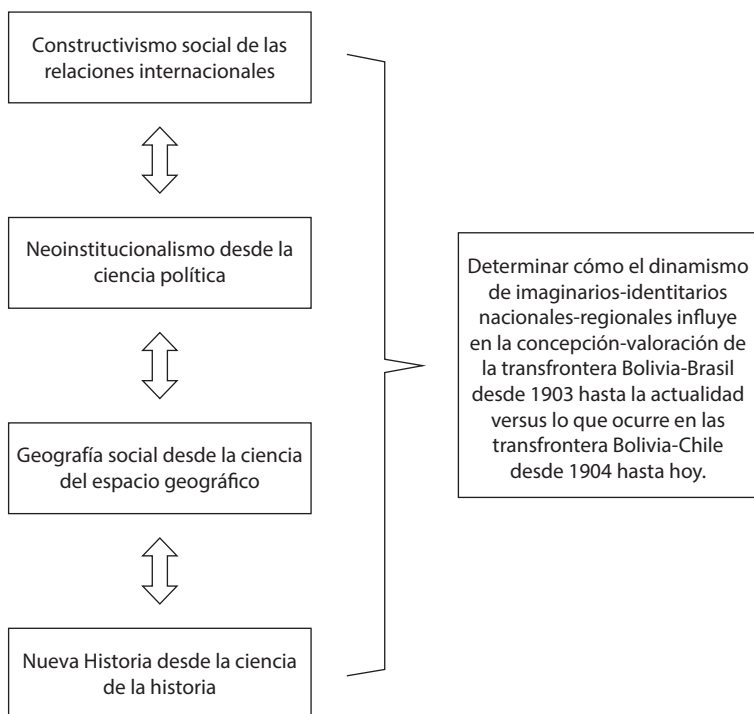 Constructivismo social de las
relaciones internacionales
Neoinstitucionalismo desde la
ciencia política
Geografía social desde la ciencia
del espacio geográfico
Nueva Historia desde la ciencia
de la historia
Determinar cómo el dinamismo
de imaginarios-identitarios
nacionales-regionales influye
en la concepción-valoración de
la transfrontera Bolivia-Brasil
desde 1903 hasta la actualidad
versus lo que ocurre en las
transfrontera Bolivia-Chile
desde 1904 hasta hoy.